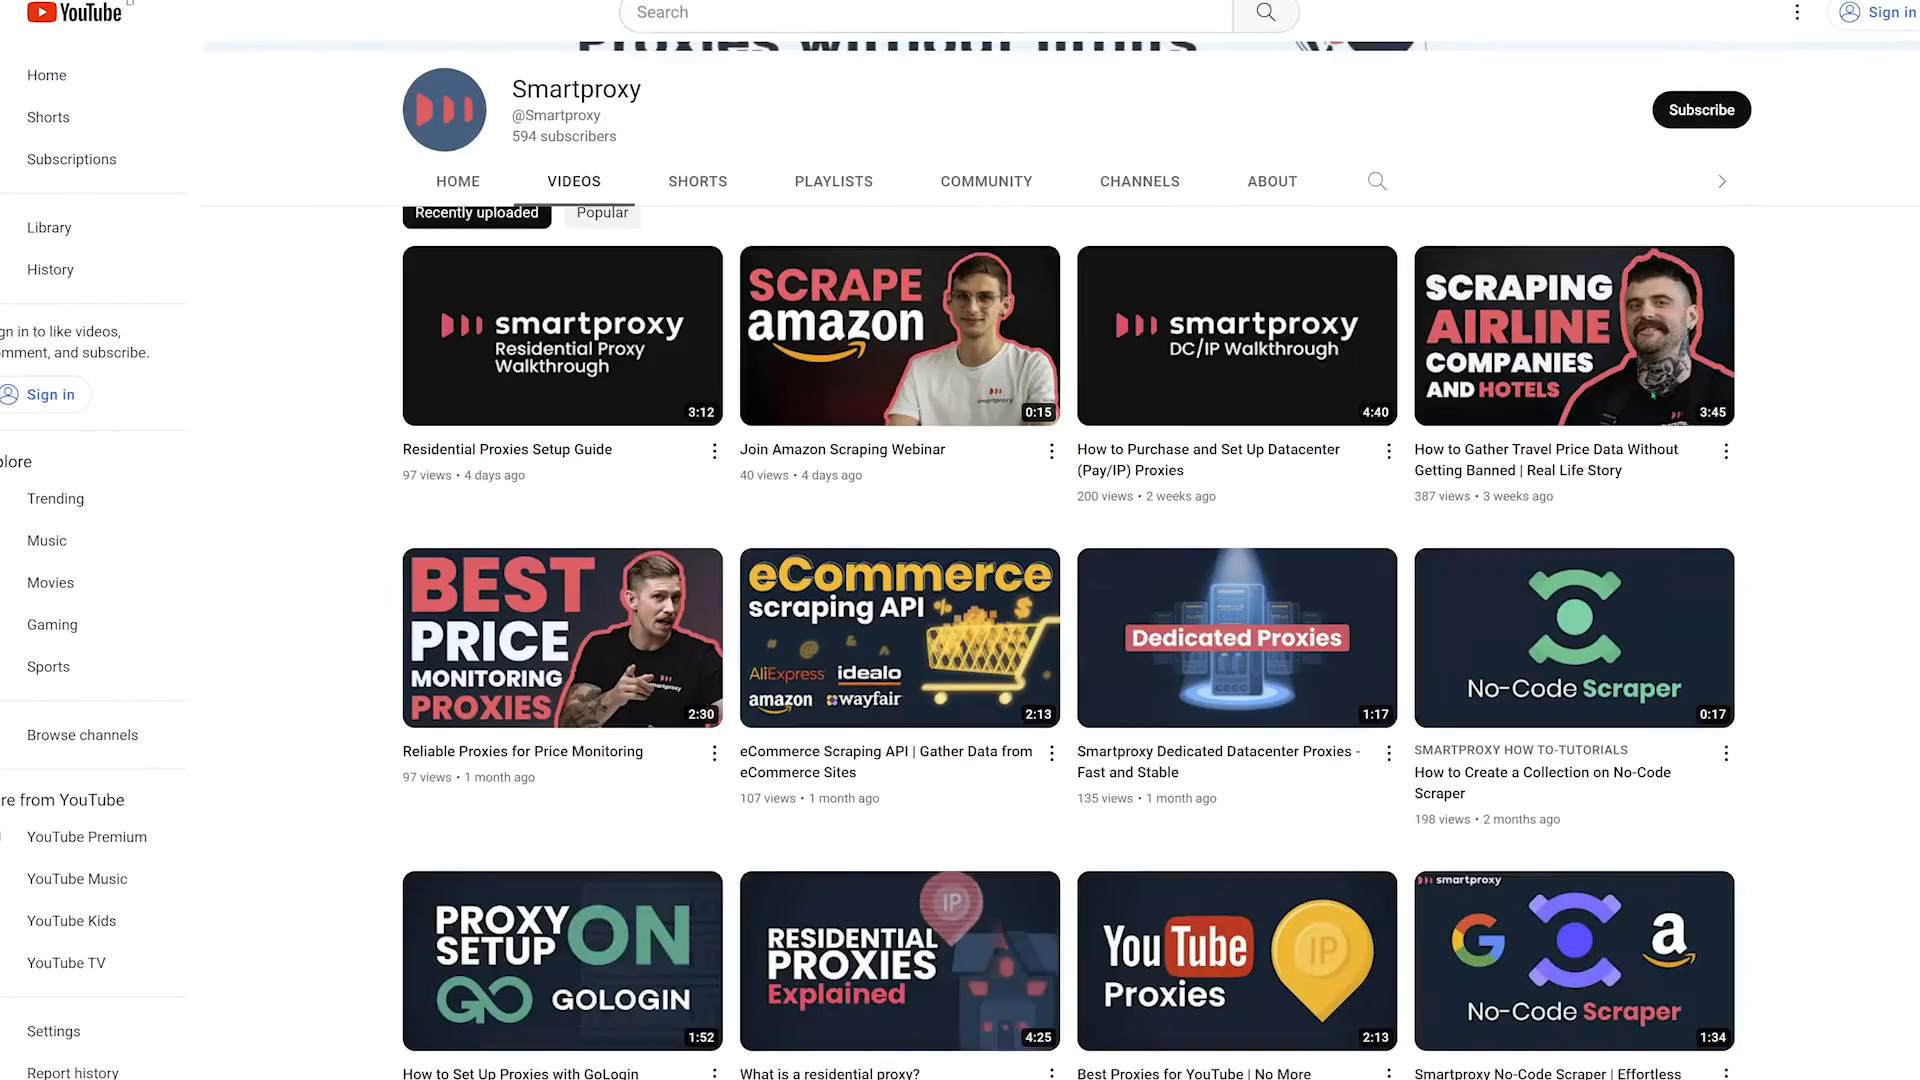 YouTube
LT
Search
Sign in
Proxies without limits
Home
Shorts
Subscriptions
Library
History
gn in to like videos,
mment, and subscribe.
Sign in
plore
Trending
Music
Movies
Gaming
Sports
Browse channels
re from YouTube
YouTube Premium
YouTube Music
YouTube Kids
YouTube TV
Settings
Report history
Smartproxy
@Smartproxy
594 subscribers
Subscribe
HOME
VIDEOS
SHORTS
PLAYLISTS
COMMUNITY
CHANNELS
ABOUT
Recently uploaded
Popular
smartproxy
Residential Proxy
Walkthrough
3:12
Residential Proxies Setup Guide
97 views • 4 days ago
SCRAPE
amazon
smartproxy
0:15
Join Amazon Scraping Webinar
40 views • 4 days ago
smartproxy
DC/IP Walkthrough
4:40
How to Purchase and Set Up Datacenter
(Pay/IP) Proxies
200 views • 2 weeks ago
SCRAPING
AIRLINE
COMPANIES
AND HOTELS
3:45
How to Gather Travel Price Data Without
Getting Banned | Real Life Story
387 views • 3 weeks ago
BEST
PRICE
MONITORING
PROXIES
smartproxy
2:30
Reliable Proxies for Price Monitoring
97 views • 1 month ago
eCommerce
scraping API
% $
# @ &
AliExpress idealo
amazon wayfair
2:13
eCommerce Scraping API | Gather Data from
eCommerce Sites
107 views • 1 month ago
Dedicated Proxies
1:17
Smartproxy Dedicated Datacenter Proxies -
Fast and Stable
135 views • 1 month ago
No-Code Scraper
0:17
SMARTPROXY HOW TO-TUTORIALS
How to Create a Collection on No-Code
Scraper
198 views • 2 months ago
PROXY
SETUP ON
GO GOLOGIN
1:52
How to Set Up Proxies with GoLogin
IP
RESIDENTIAL
PROXIES
Explained
4:25
What is a residential proxy?
YouTube
Proxies
IP
2:13
Best Proxies for YouTube | No More
smartproxy
G a
No-Code Scraper
1:34
Smartproxy No-Code Scraper | Effortless